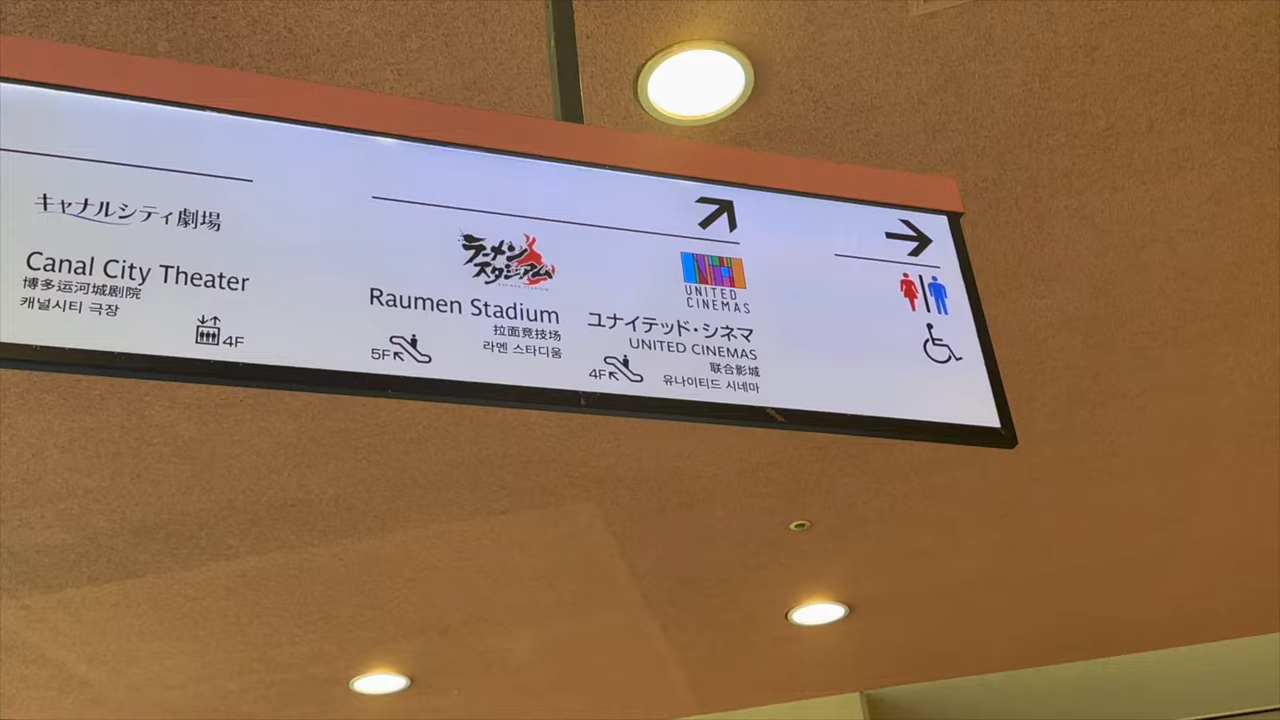 キャナルシティ劇場
Canal City Theater
博多运河城剧院
캐널시티 극장
4F
ラーメン
スタジアム
RAUMEN STADIUM
Raumen Stadium
拉面竞技场
라멘 스타디움
5F
UNITED
CINEMAS
ユナイテッド・シネマ
UNITED CINEMAS
联合影城
유나이티드 시네마
4F